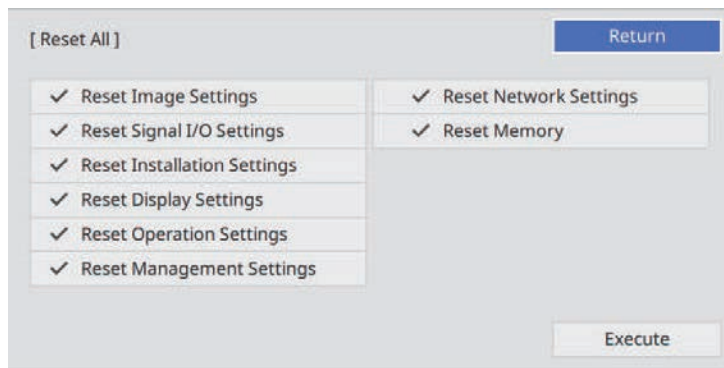 [ Reset All ]
Return
Reset Image Settings
Reset Signal I/O Settings
Reset Installation Settings
Reset Display Settings
Reset Operation Settings
Reset Management Settings
Reset Network Settings
Reset Memory
Execute